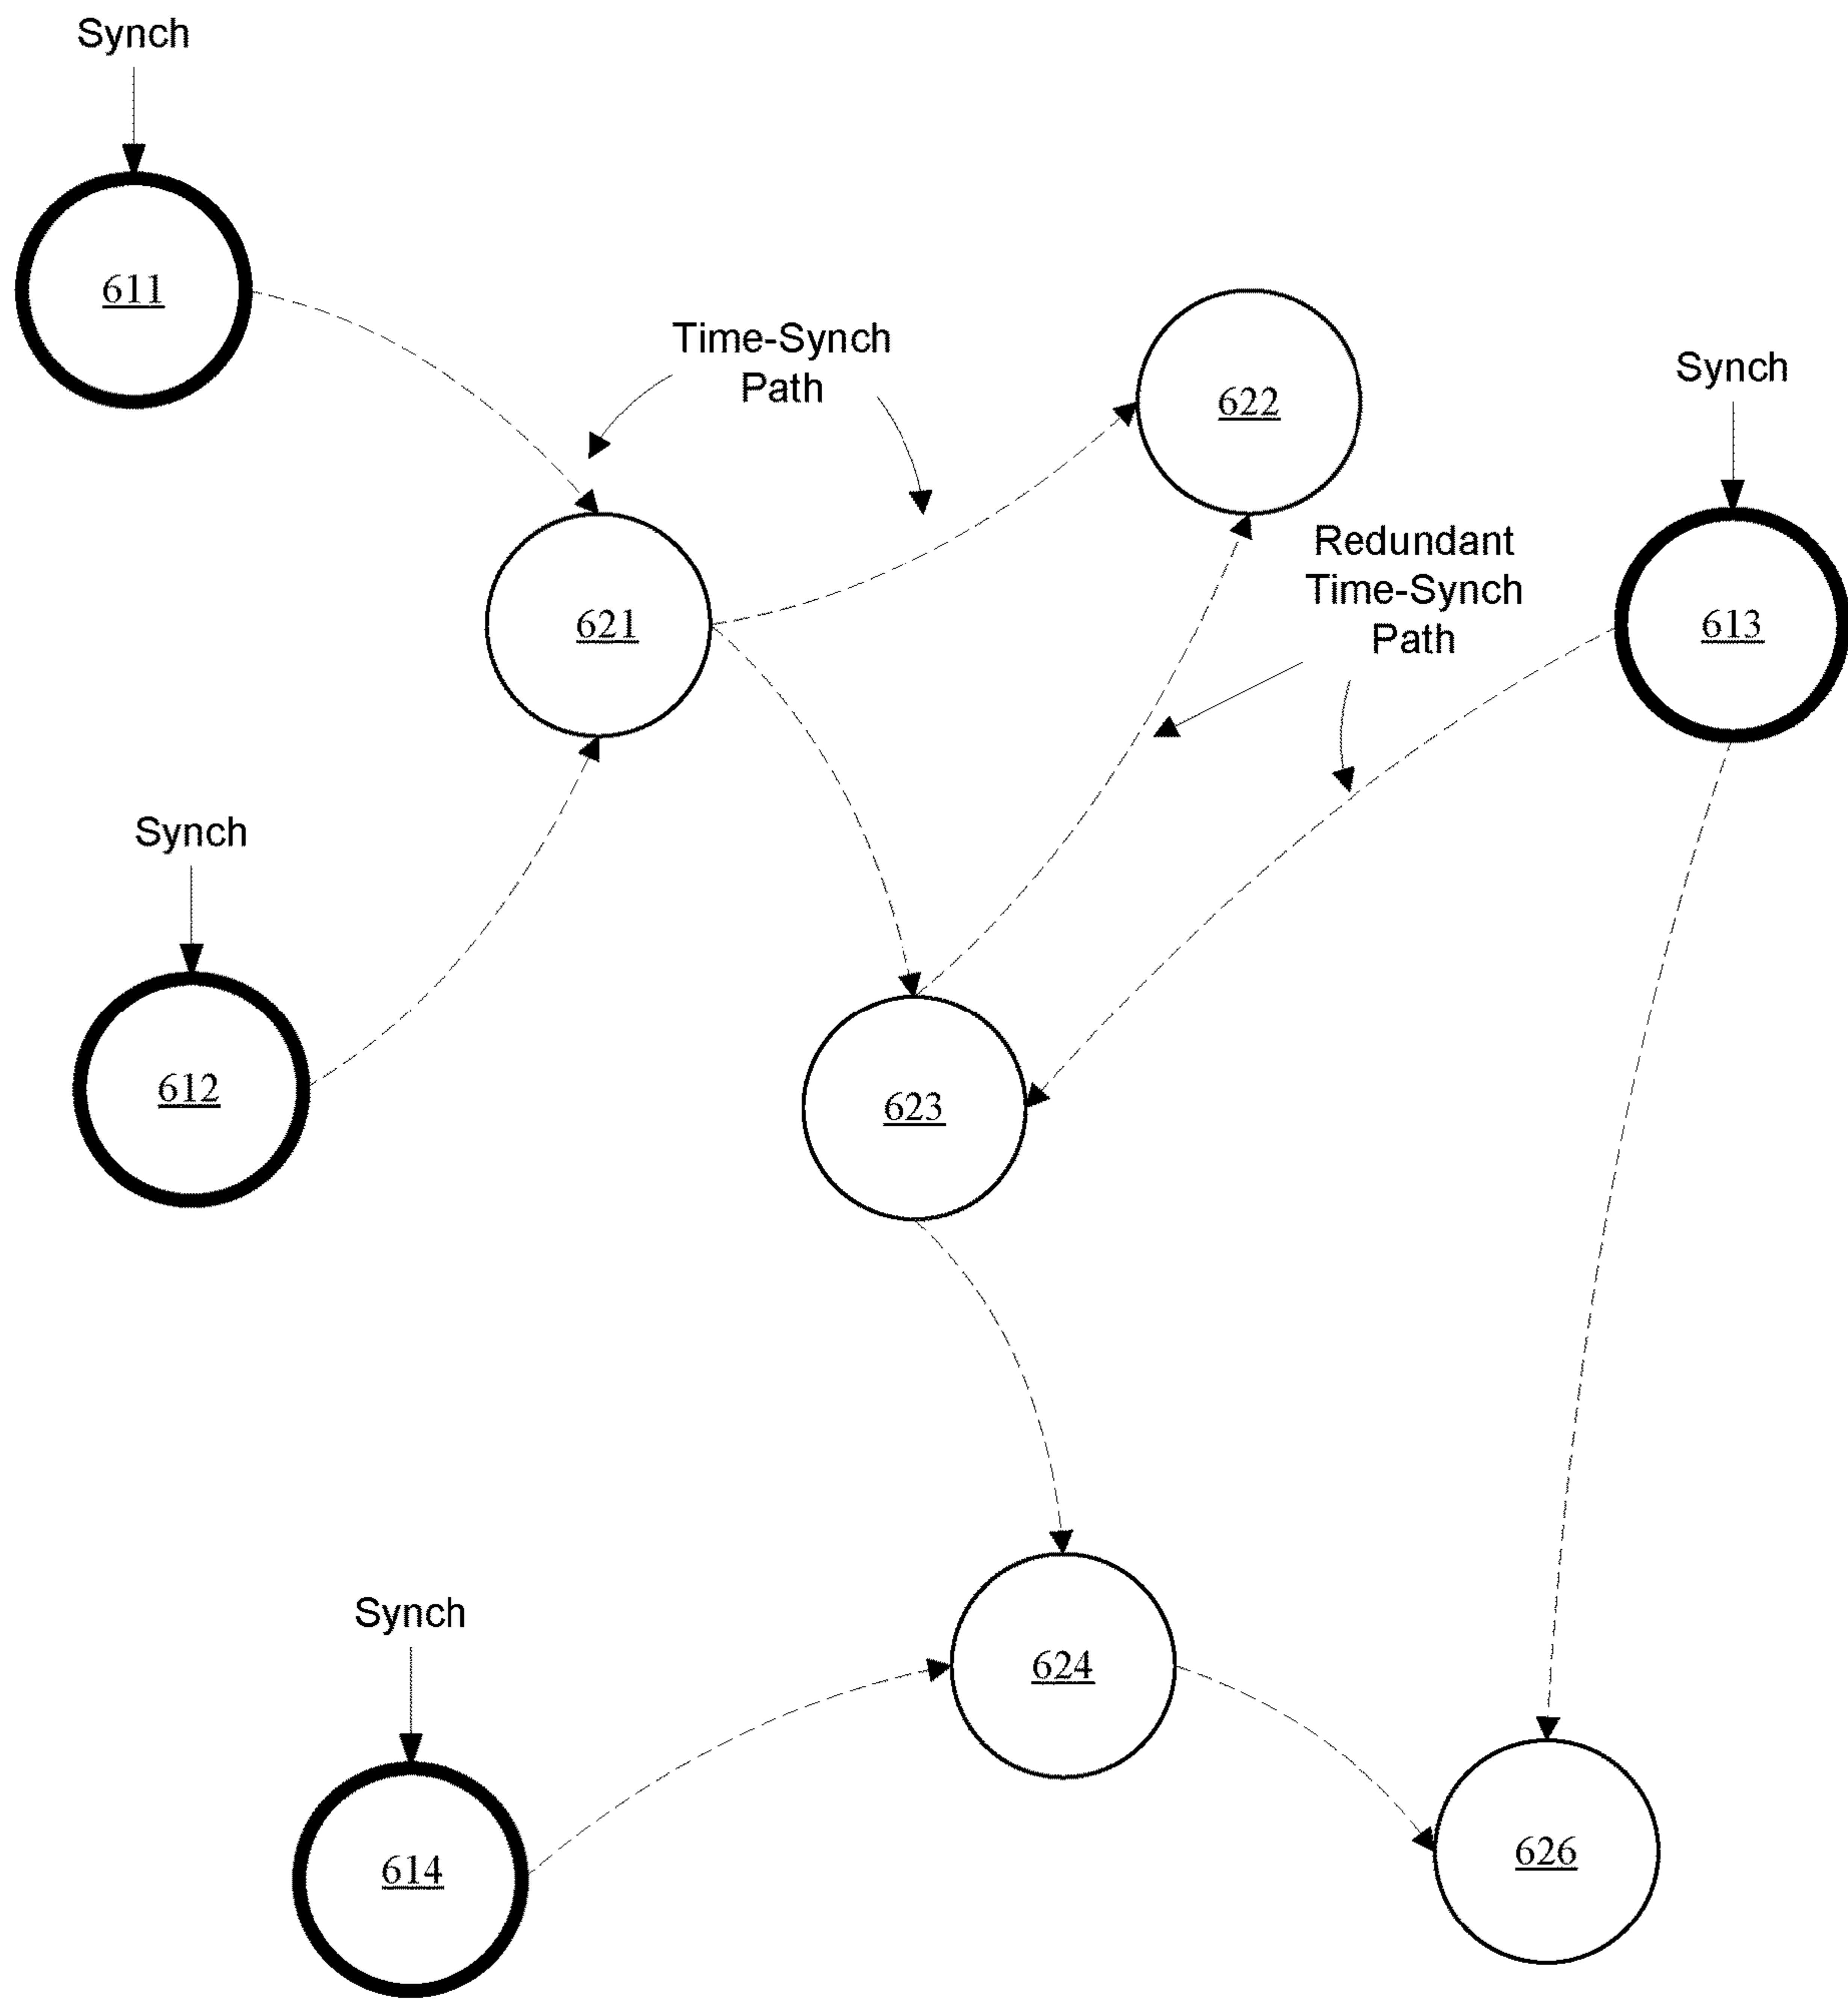 Synch
611
Time-Synch
Path
622
Synch
Redundant
Time-Synch
Path
621
613
Synch
612
623
Synch
624
614
626